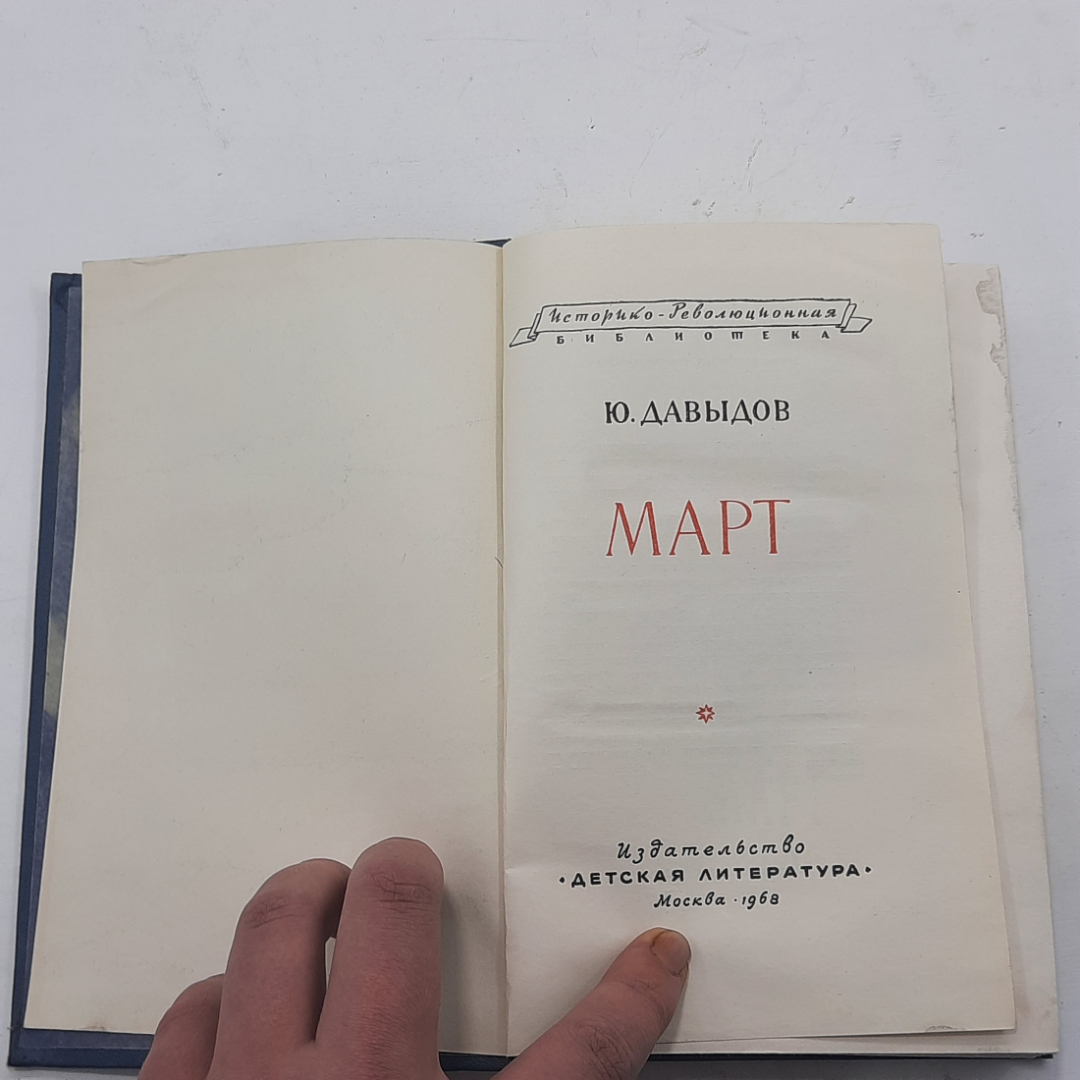 Историко-Революционная
БИБЛИОТЕКА
Ю. ДАВЫДОВ
МАРТ
Издательство
•ДЕТСКАЯ ЛИТЕРАТУРА•
Москва · 1968